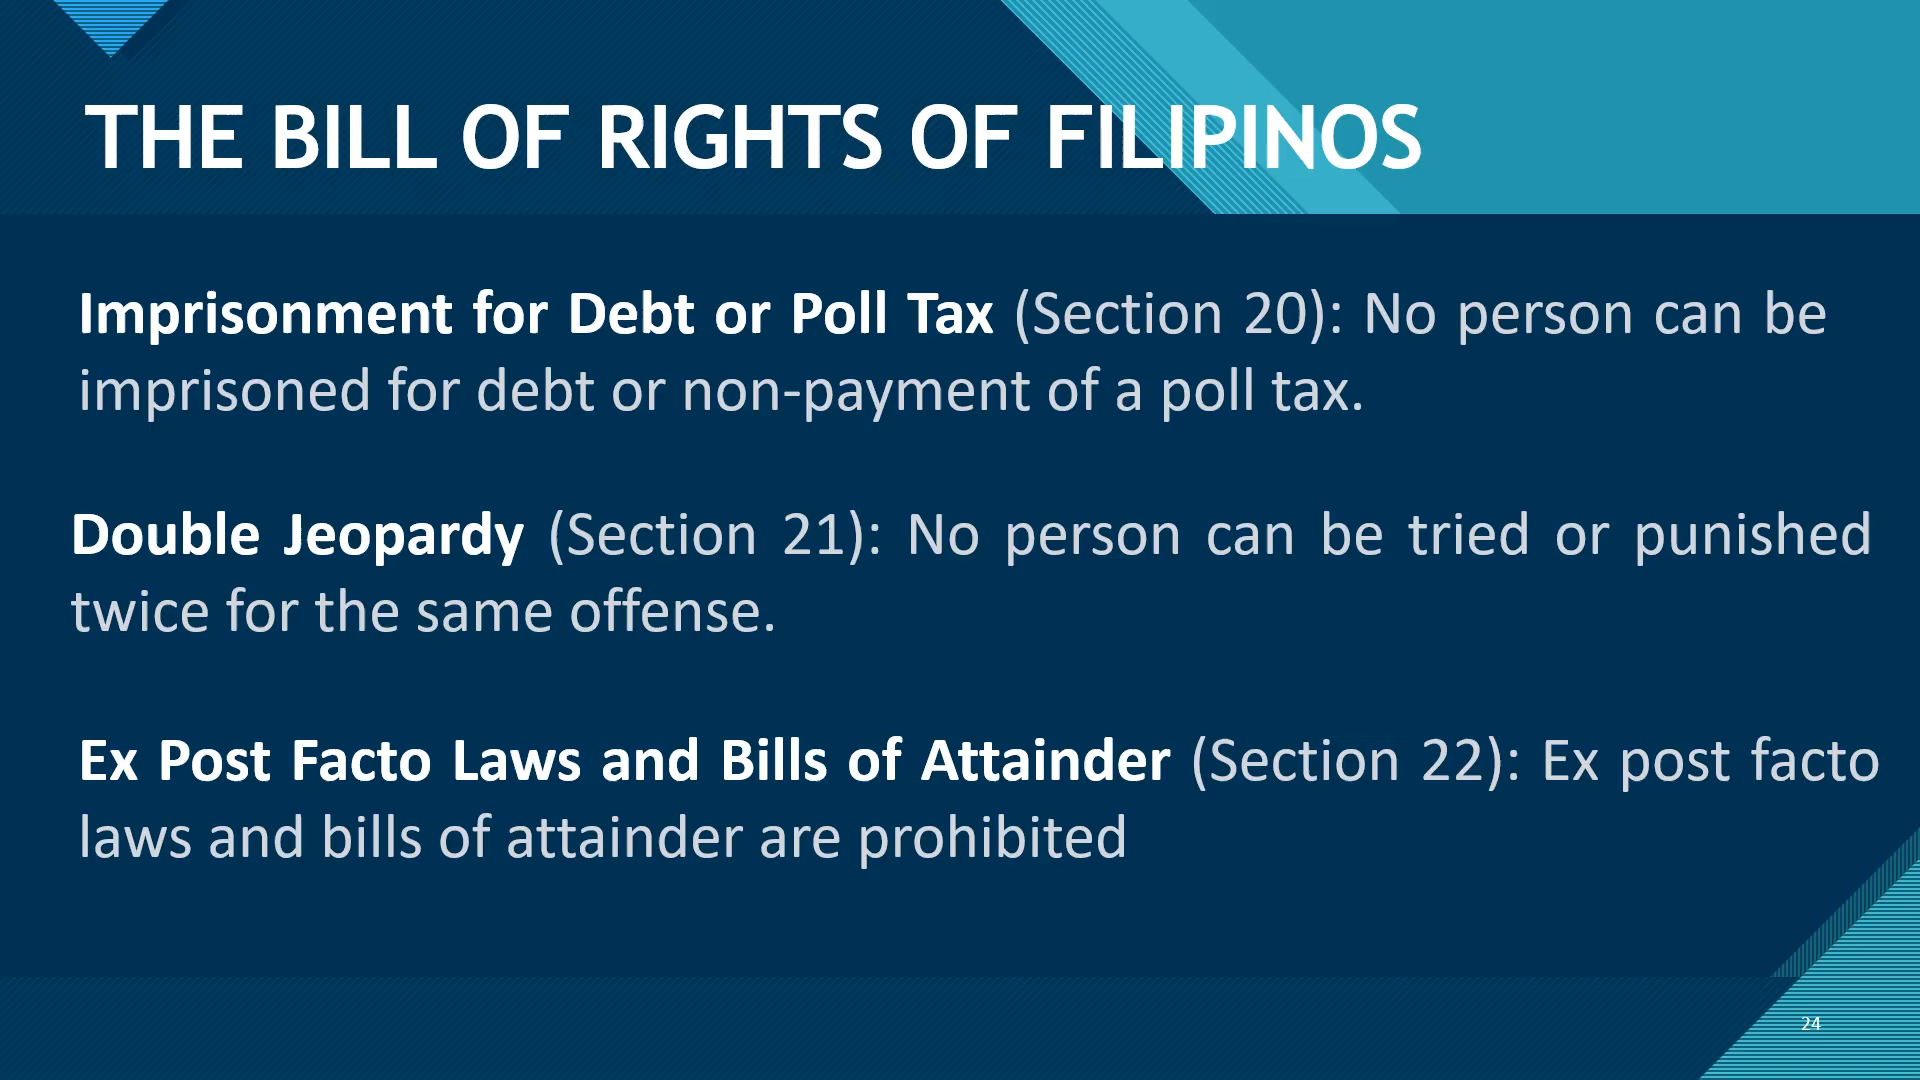 THE BILL OF RIGHTS OF FILIPINOS
Imprisonment for Debt or Poll Tax (Section 20): No person can be
imprisoned for debt or non-payment of a poll tax.
Double Jeopardy (Section 21): No person can be tried or punished
twice for the same offense.
Ex Post Facto Laws and Bills of Attainder (Section 22): Ex post facto
laws and bills of attainder are prohibited
24